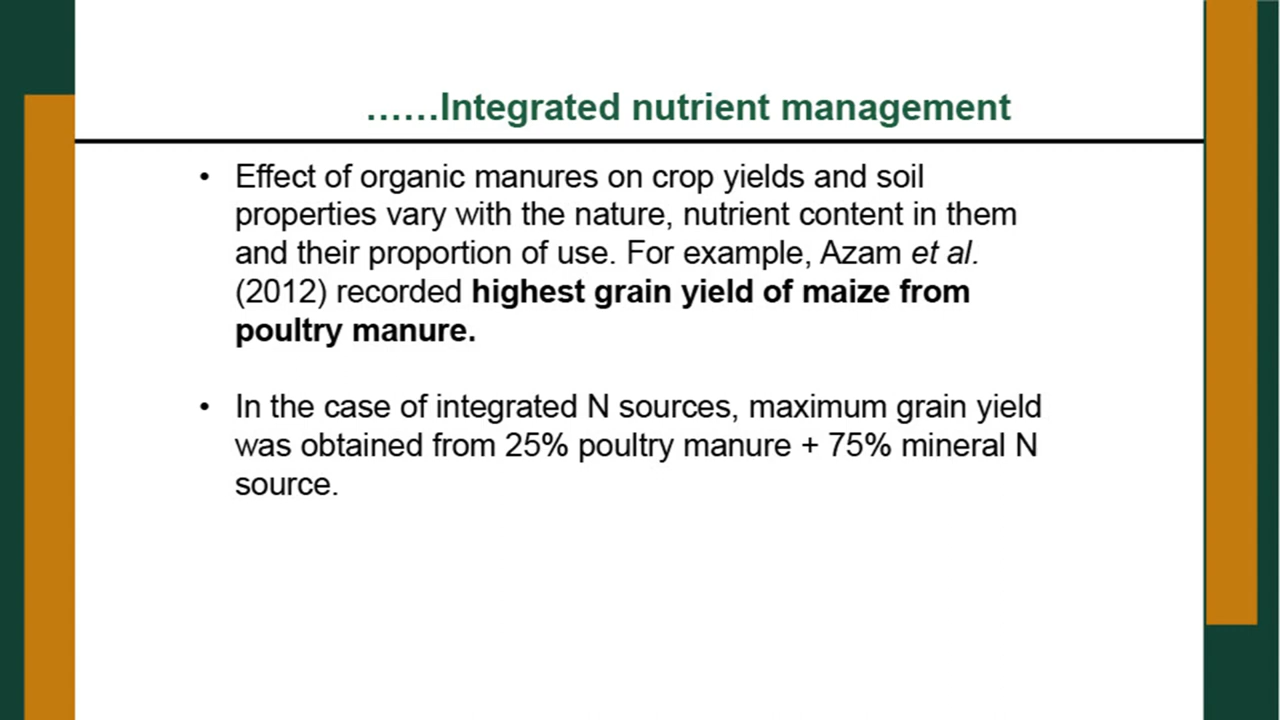 ……Integrated nutrient management
• Effect of organic manures on crop yields and soil
properties vary with the nature, nutrient content in them
and their proportion of use. For example, Azam et al.
(2012) recorded highest grain yield of maize from
poultry manure.
• In the case of integrated N sources, maximum grain yield
was obtained from 25% poultry manure + 75% mineral N
source.